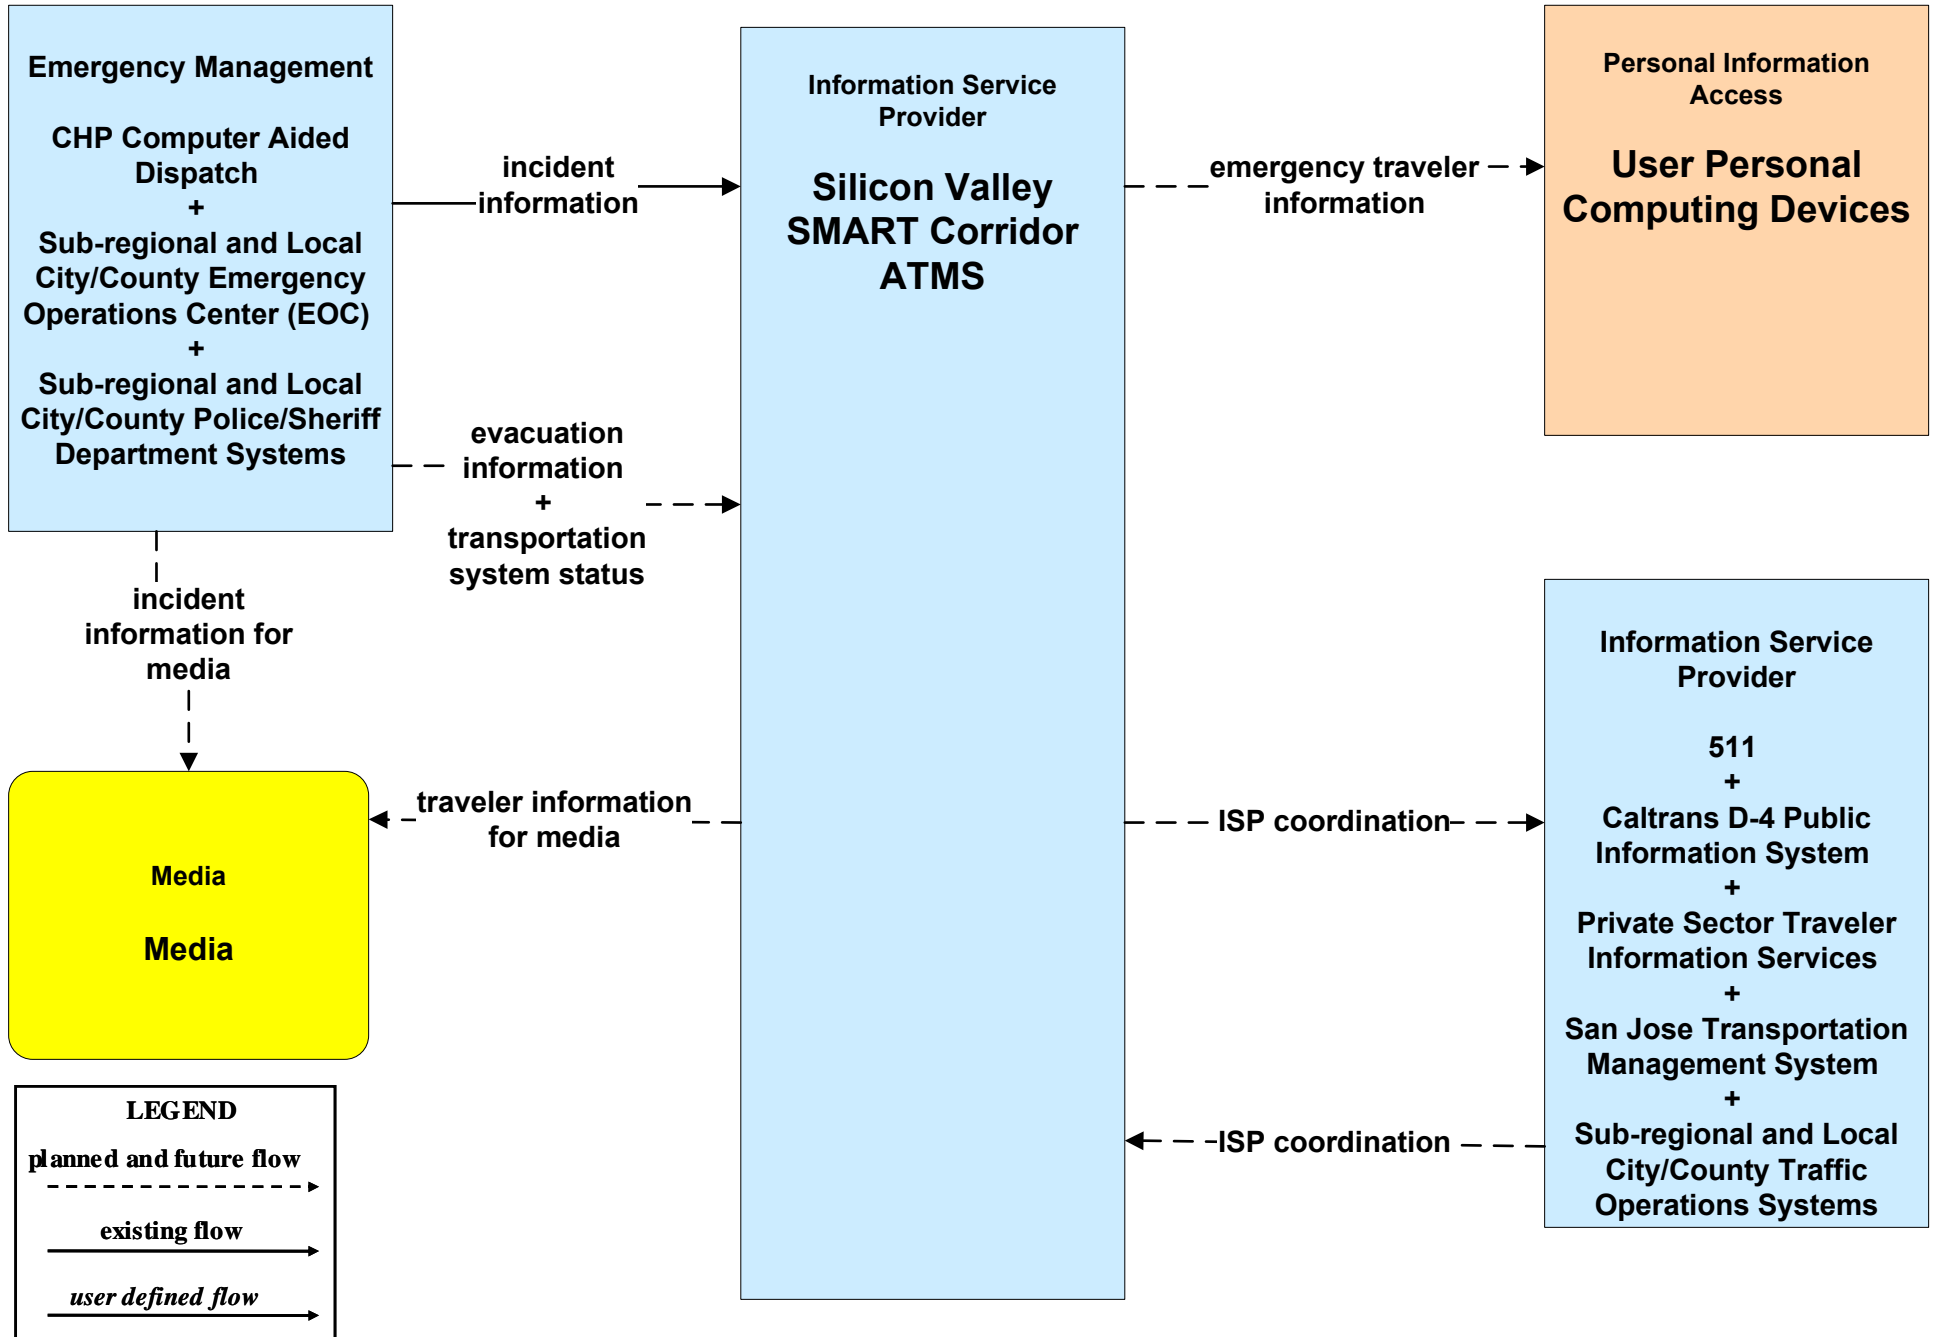 Emergency Management
CHP Computer Aided
Dispatch
+
Sub-regional and Local
City/County Emergency
Operations Center (EOC)
+
Sub-regional and Local
City/County Police/Sheriff
Department Systems
incident
information
evacuation
information
+
transportation
system status
incident
information for
media
Information Service
Provider
Silicon Valley
SMART Corridor
ATMS
emergency traveler
information
Personal Information
Access
User Personal
Computing Devices
Media
Media
traveler information
for media
ISP coordination
ISP coordination
Information Service
Provider
511
+
Caltrans D-4 Public
Information System
+
Private Sector Traveler
Information Services
+
San Jose Transportation
Management System
+
Sub-regional and Local
City/County Traffic
Operations Systems
LEGEND
planned and future flow
existing flow
user defined flow